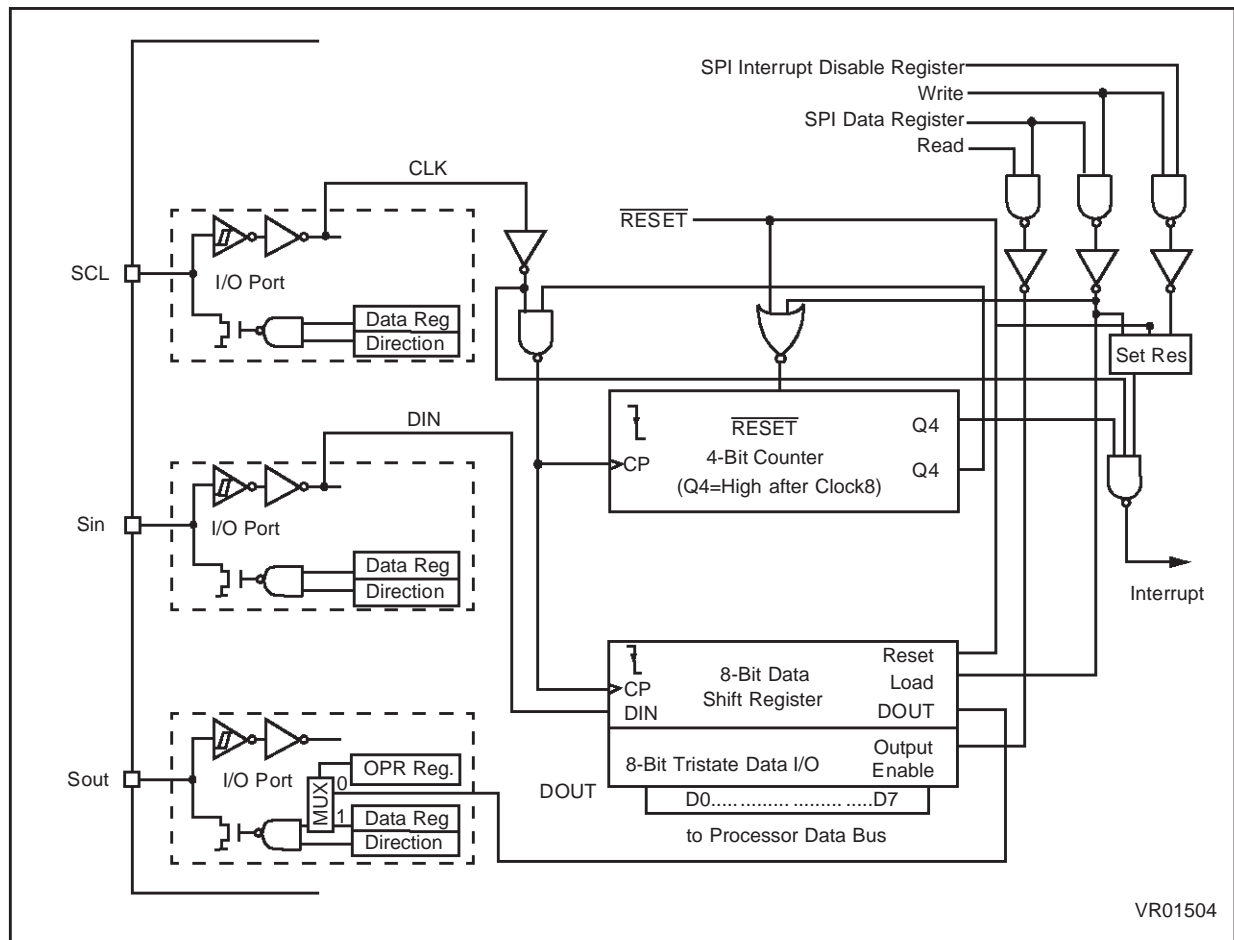 SPI Interrupt Disable Register
Write
SPI Data Register
Read
CLK
RESET
SCL
I/O Port
Data Reg
Direction
Set Res
DIN
RESET
4-Bit Counter
(Q4=High after Clock8)
CP
Q4
Q4
Sin
I/O Port
Data Reg
Direction
Interrupt
8-Bit Data
Shift Register
CP
DIN
Reset
Load
DOUT
8-Bit Tristate Data I/O
Output
Enable
Sout
I/O Port
OPR Reg.
MUX
0
1
Data Reg
Direction
DOUT
D0..... ......... ......... .....D7
to Processor Data Bus
VR01504